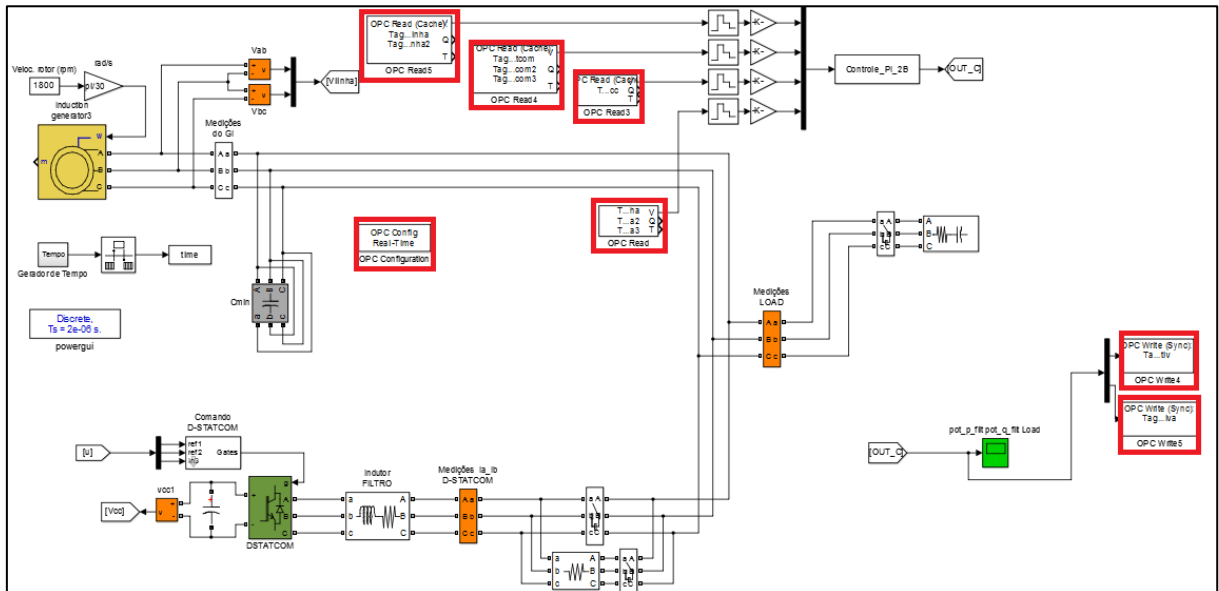 OPC Read (Cache)
Tag...inha
Tag...nha2
V
Q
T
OPC Read5
OPC Read (Cache)
Tag...tcom
Tag...com2
Tag...com3
V
Q
T
OPC Read4
OPC Read (Cach
T...cc
Q
T
OPC Read3
-K-
-K-
-K-
-K-
Controle_PI_2B
[OUT_C]
rad/s
Veloc. rotor (rpm)
1800
pi/30
Induction
generator3
w
m
A
B
C
Vab
+
-
v
+
-
v
Vbc
[Vlinha]
Medições
do GI
A a
B b
C c
T...ha
T...a2
T...a3
V
Q
T
OPC Read
OPC Config
Real-Time
OPC Configuration
Tempo
Gerador de Tempo
time
Discrete,
Ts = 2e-06 s.
powergui
Cmin
A
B
C
a
b
c
Medições
LOAD
A a
B b
C c
a A
B
c C
A
B
C
OPC Write (Sync):
Ta...tiv
OPC Write4
OPC Write (Sync):
Tag...iva
OPC Write5
pot_p_filt pot_q_filt Load
[OUT_C]
Comando
D-STATCOM
[u]
ref1
ref2
Gates
[Vcc]
vcc1
+
-
v
+
+
-
g
A
B
C
DSTATCOM
Indutor
FILTRO
a
b
c
A
B
C
Medições Ia_Ib
D-STATCOM
A a
B b
C c
a A
B
c C
a
b
c
A
B
C
a A
B
c C